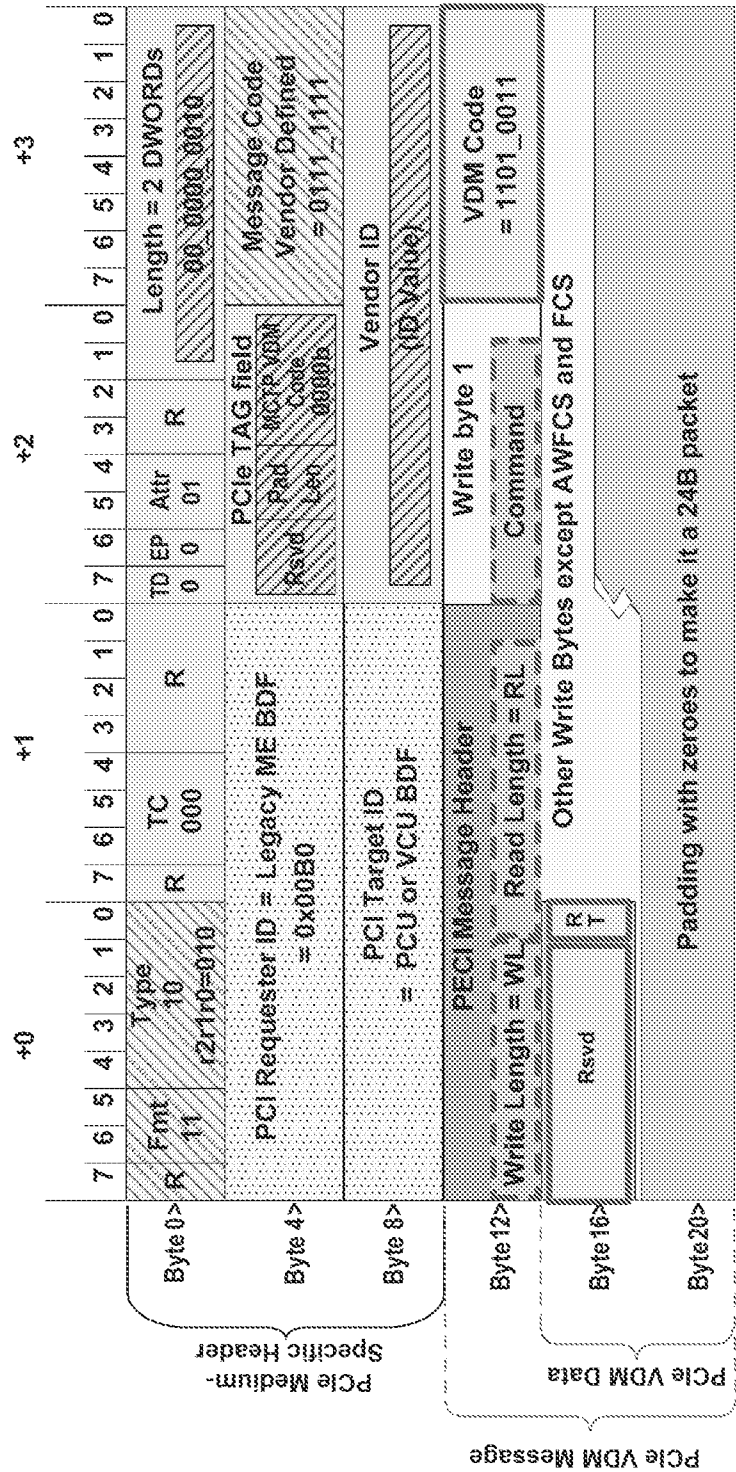 +0 +1 +2 +3
7 6 5 4 3 2 1 0 7 6 5 4 3 2 1 0 7 6 5 4 3 2 1 0 7 6 5 4 3 2 1 0
PCIe Medium-
Specific Header
Byte 0>
R
Fmt
11
Type
10
r2r1r0=010
R
TC
000
R
TD
0
EP
0
Attr
01
R
Length = 2 DWORDs
00_0000_0010
Byte 4>
PCI Requester ID = Legacy ME BDF
= 0x00B0
PCIe TAG field
Rsvd
Pad
Len
MCTP VDM
Code
0000b
Message Code
Vendor Defined
= 0111_1111
Byte 8>
PCI Target ID
= PCU or VCU BDF
Vendor ID
(ID Value)
PCIe VDM Message
Byte12>
PECI Message Header
Write Length = WL
Read Length = RL
Write byte 1
Command
VDM Code
= 1101_0011
PCIe VDM Data
Byte16>
Rsvd
R
T
Other Write Bytes except AWFCS and FCS
Byte20>
Padding with zeroes to make it a 24B packet